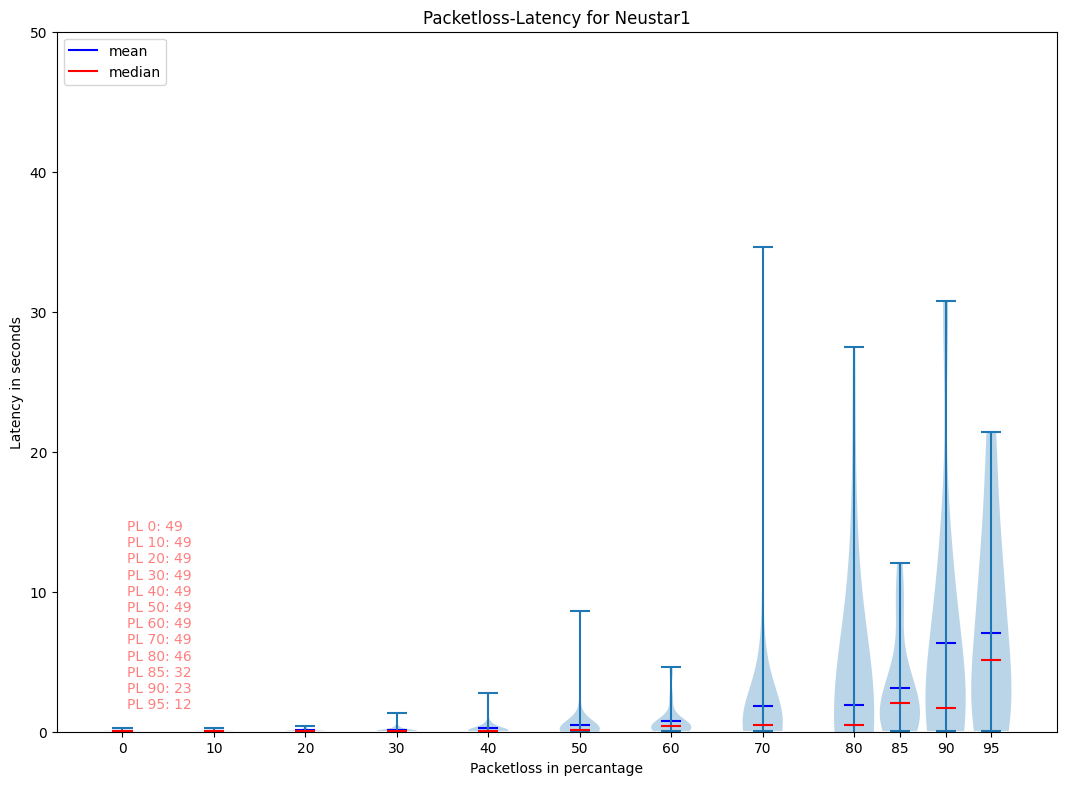 Packetloss-Latency for Neustar1
50
mean
median
40
30
20
10
0
Latency in seconds
PL 0: 49
PL 10: 49
PL 20: 49
PL 30: 49
PL 40: 49
PL 50: 49
PL 60: 49
PL 70: 49
PL 80: 46
PL 85: 32
PL 90: 23
PL 95: 12
0 10 20 30 40 50 60 70 80 85 90 95
Packetloss in percantage